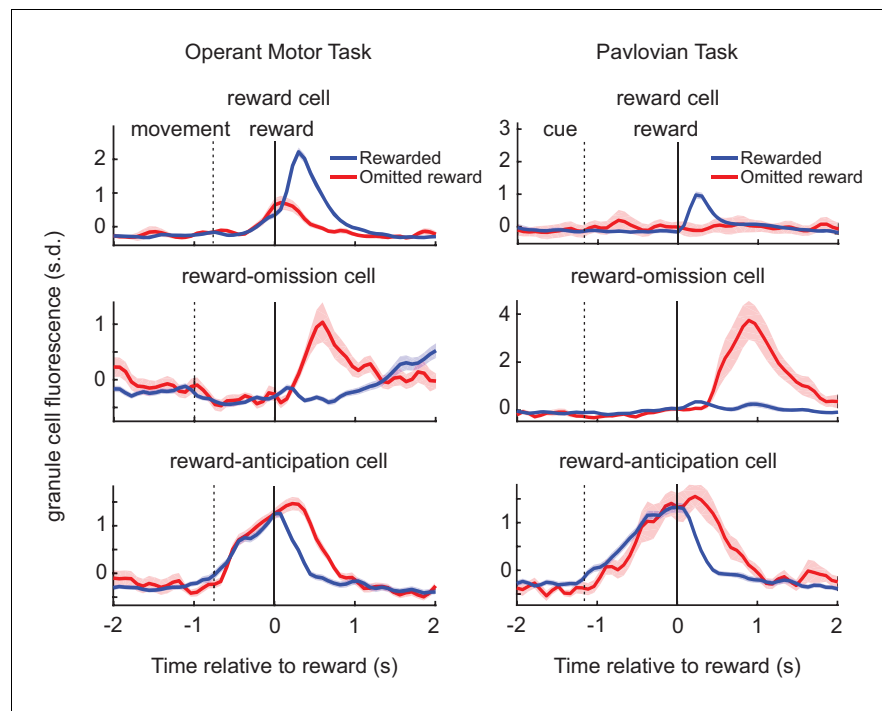 Operant Motor Task
Pavlovian Task
reward cell
movement reward
2
1
0
Rewarded
Omitted reward
reward cell
cue reward
3
2
1
0
Rewarded
Omitted reward
granule cell fluorescence (s.d.)
reward-omission cell
1
0
reward-omission cell
4
2
0
reward-anticipation cell
1
0
-2 -1 0 1 2
Time relative to reward (s)
reward-anticipation cell
1
0
-2 -1 0 1 2
Time relative to reward (s)